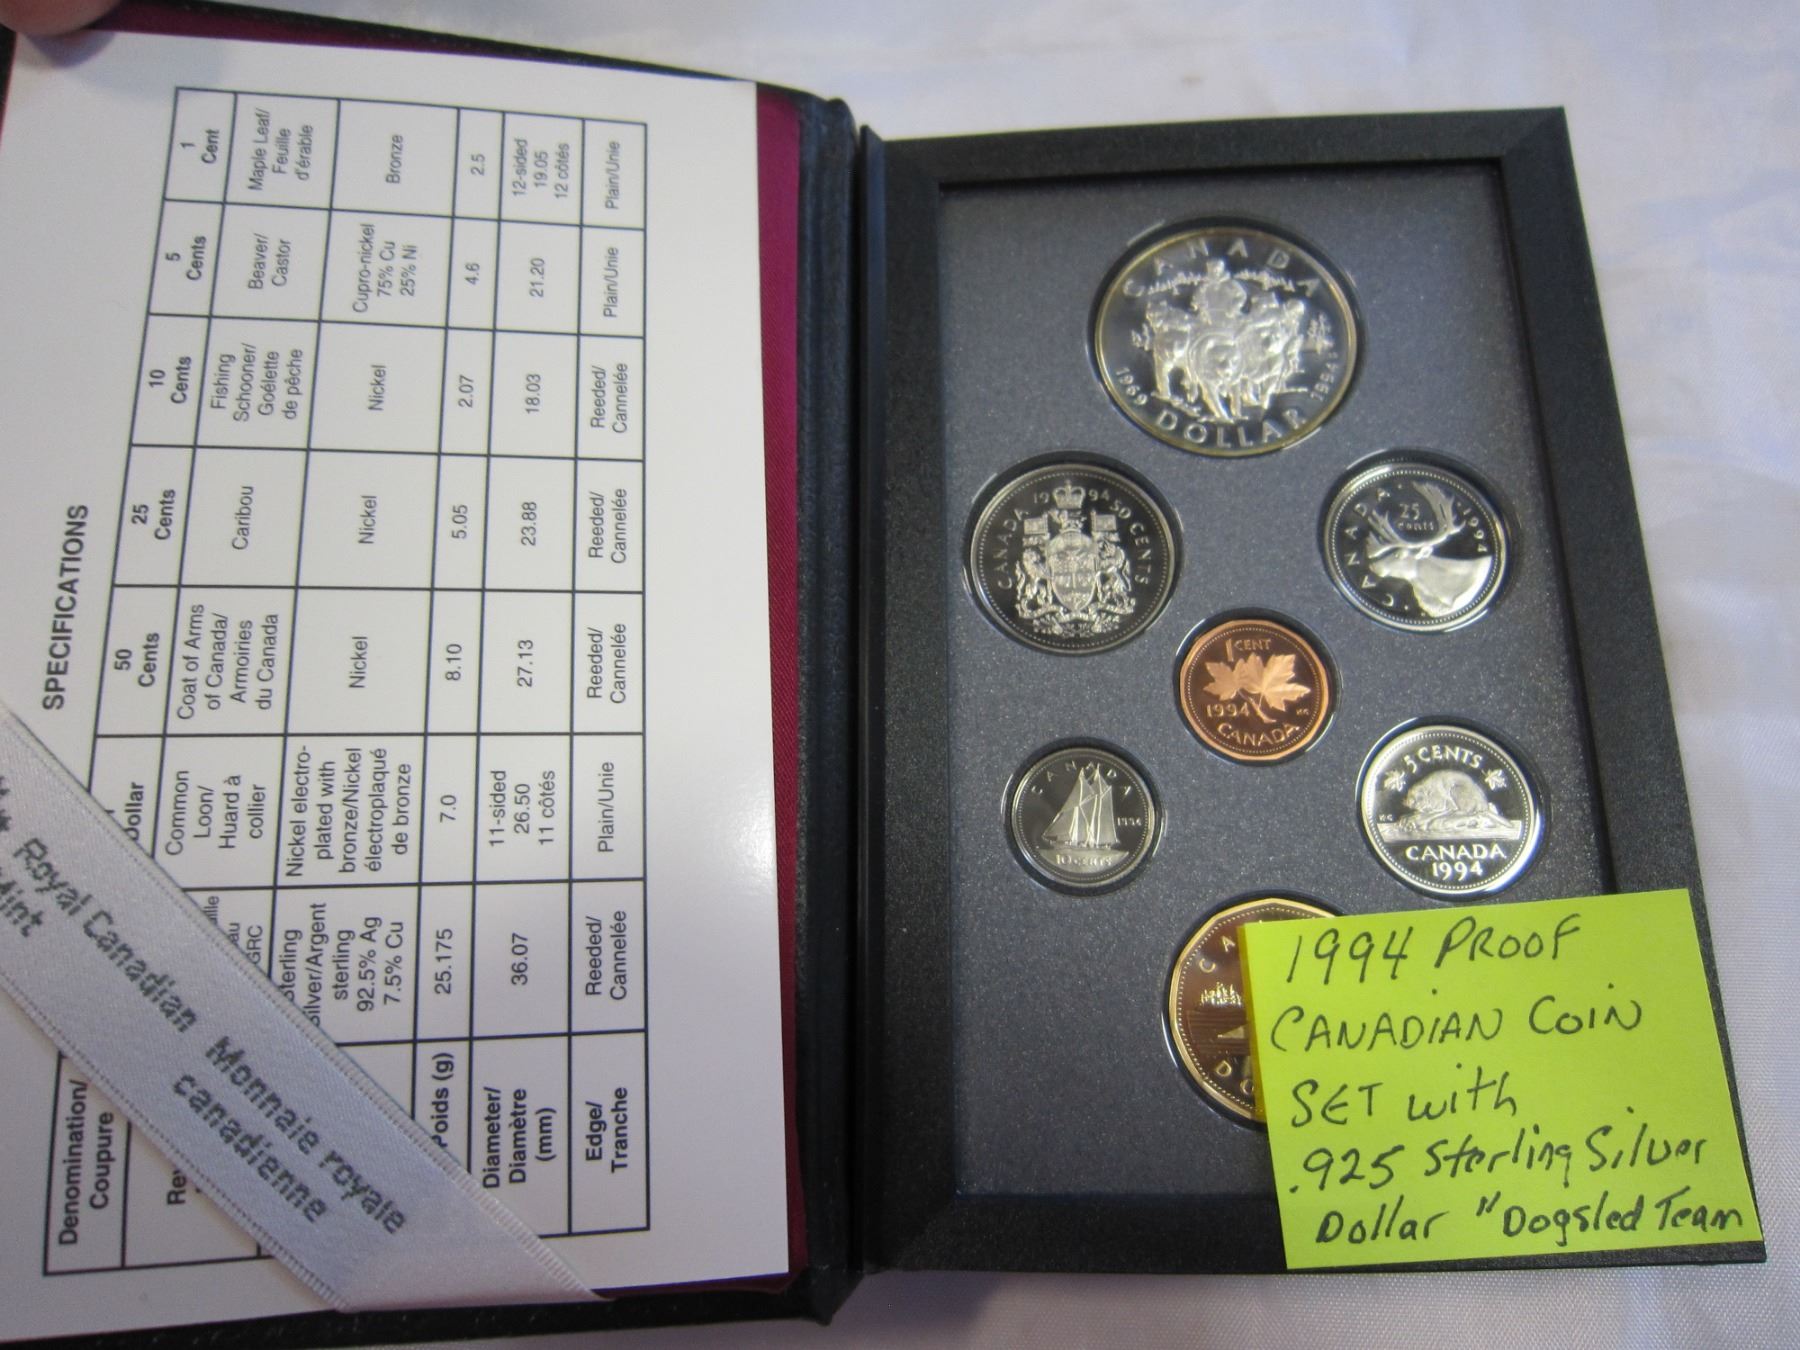 SPECIFICATIONS
Denomination/
Coupure
Dollar
50
Cents
25
Cents
10
Cents
5
Cents
1
Cent
GRC
Common
Loon/
Huard à
collier
Coat of Arms
of Canada/
Armoiries
du Canada
Caribou
Fishing
Schooner/
Goélette
de pêche
Beaver/
Castor
Maple Leaf/
Feuille
d'érable
sterling
92.5% Ag
7.5% Cu
Nickel electro-
plated with
bronze/Nickel
électroplaqué
de bronze
Nickel
Nickel
Nickel
Cupro-nickel
75% Cu
25% Ni
Bronze
Poids (g)
25.175
7.0
8.10
5.05
2.07
4.6
2.5
Diameter/
Diamètre
(mm)
36.07
11-sided
26.50
11 côtés
27.13
23.88
18.03
21.20
12-sided
19.05
12 côtés
Edge/
Tranche
Reeded/
Cannelée
Plain/Unie
Reeded/
Cannelée
Reeded/
Cannelée
Reeded/
Cannelée
Plain/Unie
Plain/Unie
Royal Canadian
Monnaie royale
canadienne
CANADA
1969 DOLLAR 1994
CANADA 1994 50 CENTS
CANADA 1994
25
cents
1 CENT
1994
CANADA
CANADA
1994
10 CENTS
5 CENTS
CANADA
1994
1994 PROOF
CANADIAN COIN
SET with
.925 Sterling Silver
Dollar "Dogsled Team